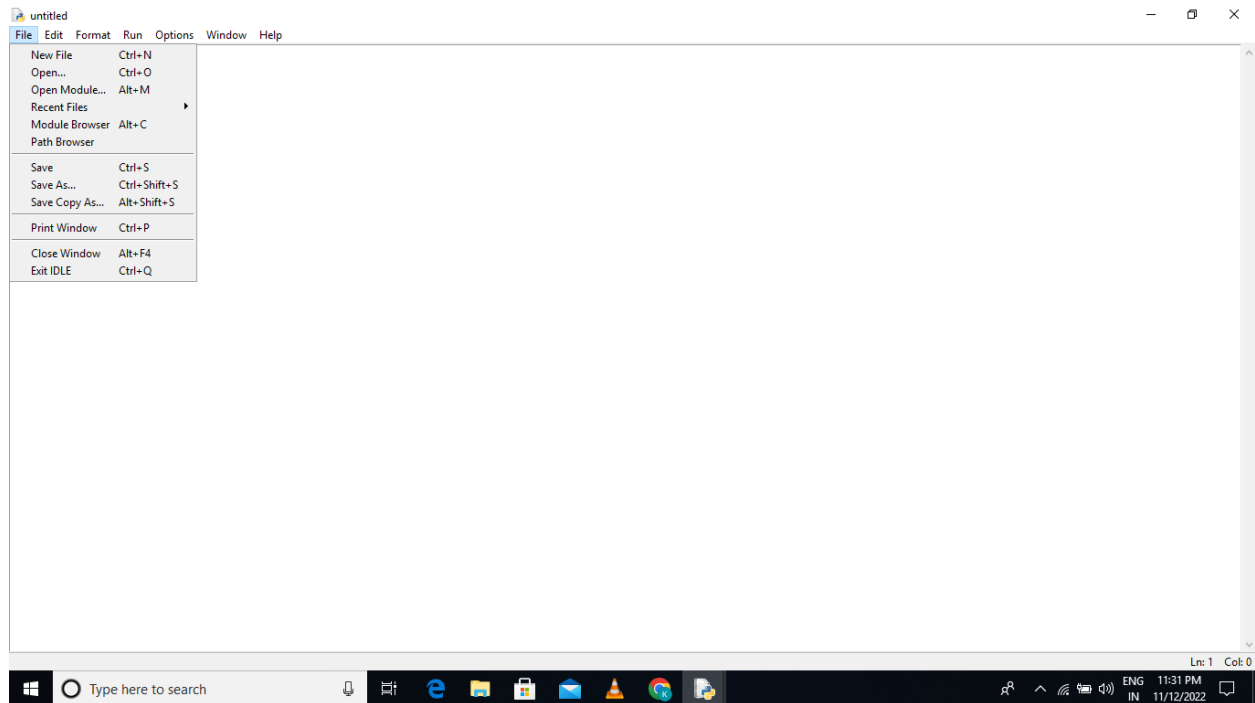 untitled
File Edit Format Run Options Window Help
New File Ctrl+N
Open... Ctrl+O
Open Module... Alt+M
Recent Files
Module Browser Alt+C
Path Browser
Save Ctrl+S
Save As... Ctrl+Shift+S
Save Copy As... Alt+Shift+S
Print Window Ctrl+P
Close Window Alt+F4
Exit IDLE Ctrl+Q
Ln: 1 Col: 0
Type here to search
ENG 11:31 PM
IN 11/12/2022